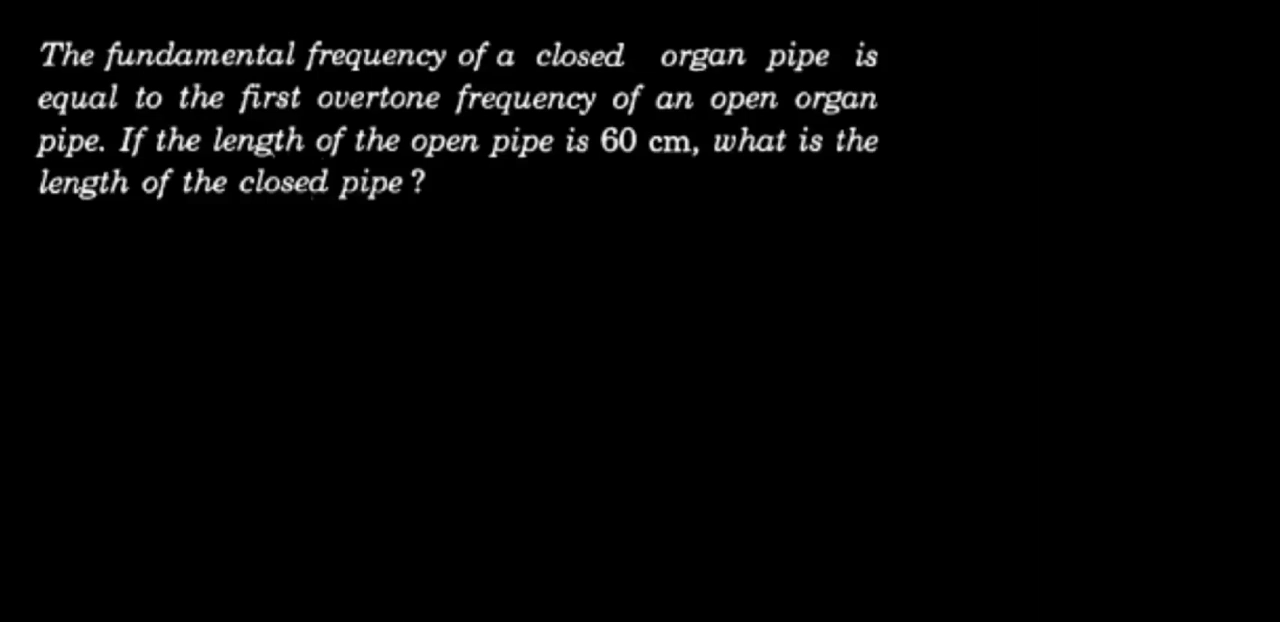 The fundamental frequency of a closed organ pipe is
equal to the first overtone frequency of an open organ
pipe. If the length of the open pipe is 60 cm, what is the
length of the closed pipe ?